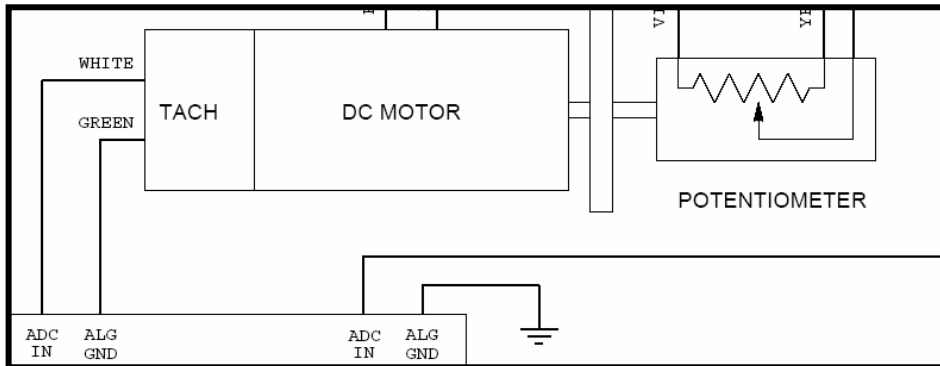 WHITE
TACH
DC MOTOR
GREEN
POTENTIOMETER
ADC IN
ALG GND
ADC IN
ALG GND